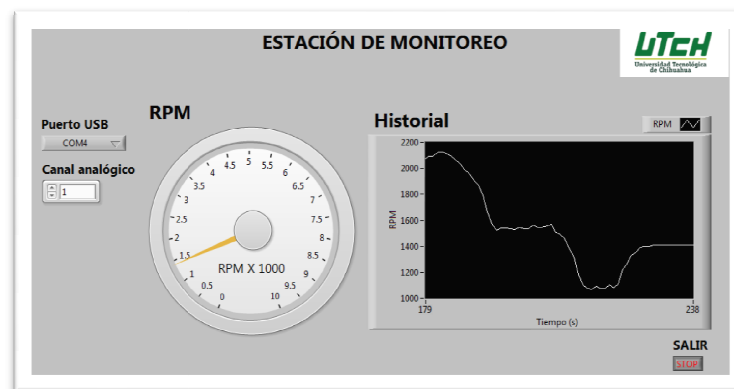 ESTACIÓN DE MONITOREO
UTCH
Universidad Tecnológica
de Chihuahua
Puerto USB
COM4
Canal analógico
1
RPM
0
0.5
1
1.5
2
2.5
3
3.5
4
4.5
5
5.5
6
6.5
7
7.5
8
8.5
9
9.5
10
RPM X 1000
Historial
RPM
2200
2000
1800
1600
1400
1200
1000
RPM
179
238
Tiempo (s)
SALIR
STOP